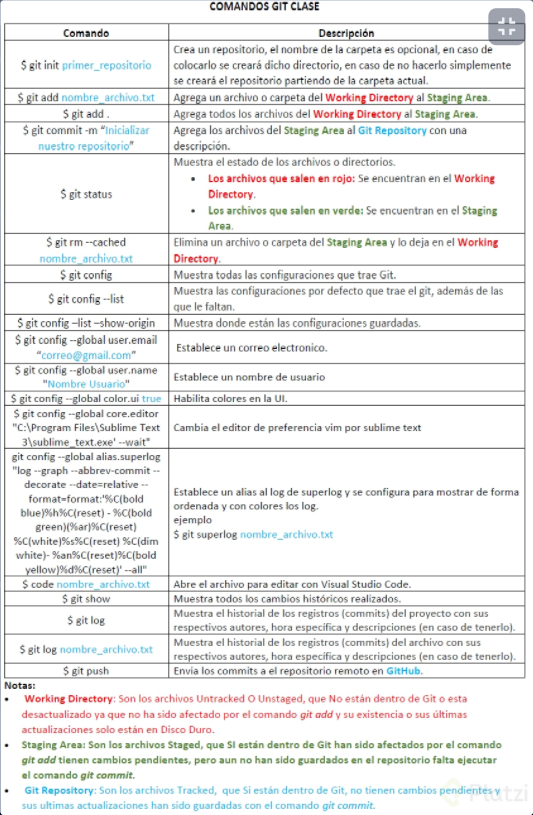 COMANDOS GIT CLASE
Comando
Descripción
$ git init primer_repositorio
Crea un repositorio, el nombre de la carpeta es opcional, en caso de
colocarlo se creará dicho directorio, en caso de no hacerlo simplemente
se creará el repositorio partiendo de la carpeta actual.
$ git add nombre_archivo.txt
Agrega un archivo o carpeta del Working Directory al Staging Area.
$ git add .
Agrega todos los archivos del Working Directory al Staging Area.
$ git commit -m “Inicializar
nuestro repositorio”
Agrega los archivos del Staging Area al Git Repository con una
descripción.
$ git status
Muestra el estado de los archivos o directorios.
• Los archivos que salen en rojo: Se encuentran en el Working
Directory.
• Los archivos que salen en verde: Se encuentran en el Staging
Area.
$ git rm --cached
nombre_archivo.txt
Elimina un archivo o carpeta del Staging Area y lo deja en el Working
Directory.
$ git config
Muestra todas las configuraciones que trae Git.
$ git config --list
Muestra las configuraciones por defecto que trae el git, además de las
que le faltan.
$ git config –list –show-origin
Muestra donde están las configuraciones guardadas.
$ git config --global user.email
“correo@gmail.com”
Establece un correo electronico.
$ git config --global user.name
"Nombre Usuario"
Establece un nombre de usuario
$ git config --global color.ui true
Habilita colores en la UI.
$ git config --global core.editor
"C:\Program Files\Sublime Text
3\sublime_text.exe' --wait"
Cambia el editor de preferencia vim por sublime text
git config --global alias.superlog
"log --graph --abbrev-commit --
decorate --date=relative --
format=format:'%C(bold
blue)%h%C(reset) - %C(bold
green)(%ar)%C(reset)
%C(white)%s%C(reset) %C(dim
white)- %an%C(reset)%C(bold
yellow)%d%C(reset)' --all"
Establece un alias al log de superlog y se configura para mostrar de forma
ordenada y con colores los log.
ejemplo
$ git superlog nombre_archivo.txt
$ code nombre_archivo.txt
Abre el archivo para editar con Visual Studio Code.
$ git show
Muestra todos los cambios históricos realizados.
$ git log
Muestra el historial de los registros (commits) del proyecto con sus
respectivos autores, hora específica y descripciones (en caso de tenerlo).
$ git log nombre_archivo.txt
Muestra el historial de los registros (commits) del archivo con sus
respectivos autores, hora específica y descripciones (en caso de tenerlo).
$ git push
Envia los commits a el repositorio remoto en GitHub.
Notas:
• Working Directory: Son los archivos Untracked O Unstaged, que No están dentro de Git o esta
desactualizado ya que no ha sido afectado por el comando git add y su existencia o sus últimas
actualizaciones solo están en Disco Duro.
• Staging Area: Son los archivos Staged, que SI están dentro de Git han sido afectados por el comando
git add tienen cambios pendientes, pero aun no han sido guardados en el repositorio falta ejecutar
el comando git commit.
• Git Repository: Son los archivos Tracked, que Si están dentro de Git, no tienen cambios pendientes y
sus ultimas actualizaciones han sido guardadas con el comando git commit.
Platzi